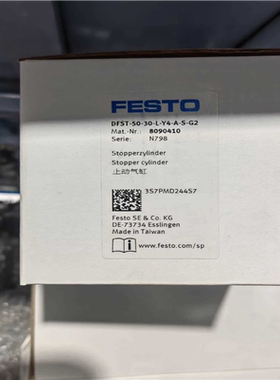 FESTO
DFST-50-30-L-Y4-A-S-G2
Mat.-Nr.: 8090410
Serie: N798
Stopperzylinder
Stopper cylinder
止动气缸
3S7PMD244S7
Festo SE & Co. KG
DE-73734 Esslingen
Made in Taiwan
www.festo.com/sp